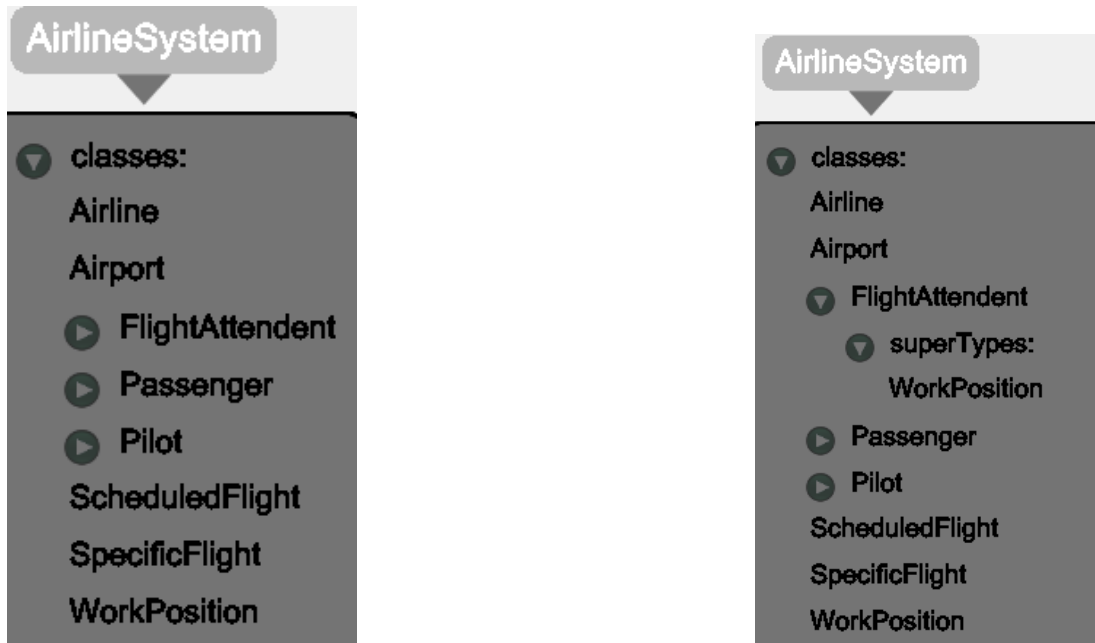 AirlineSystem
classes:
Airline
Airport
FlightAttendent
Passenger
Pilot
ScheduledFlight
SpecificFlight
WorkPosition
AirlineSystem
classes:
Airline
Airport
FlightAttendent
superTypes:
WorkPosition
Passenger
Pilot
ScheduledFlight
SpecificFlight
WorkPosition